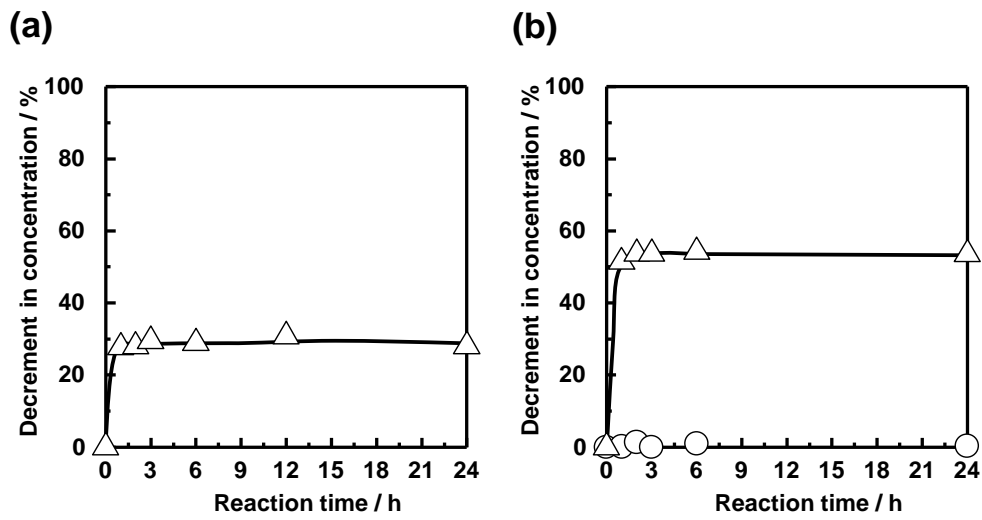 (a)
(b)
Decrement in concentration / %
100
80
60
40
20
0
0 3 6 9 12 15 18 21 24
Reaction time / h
Decrement in concentration / %
100
80
60
40
20
0
0 3 6 9 12 15 18 21 24
Reaction time / h